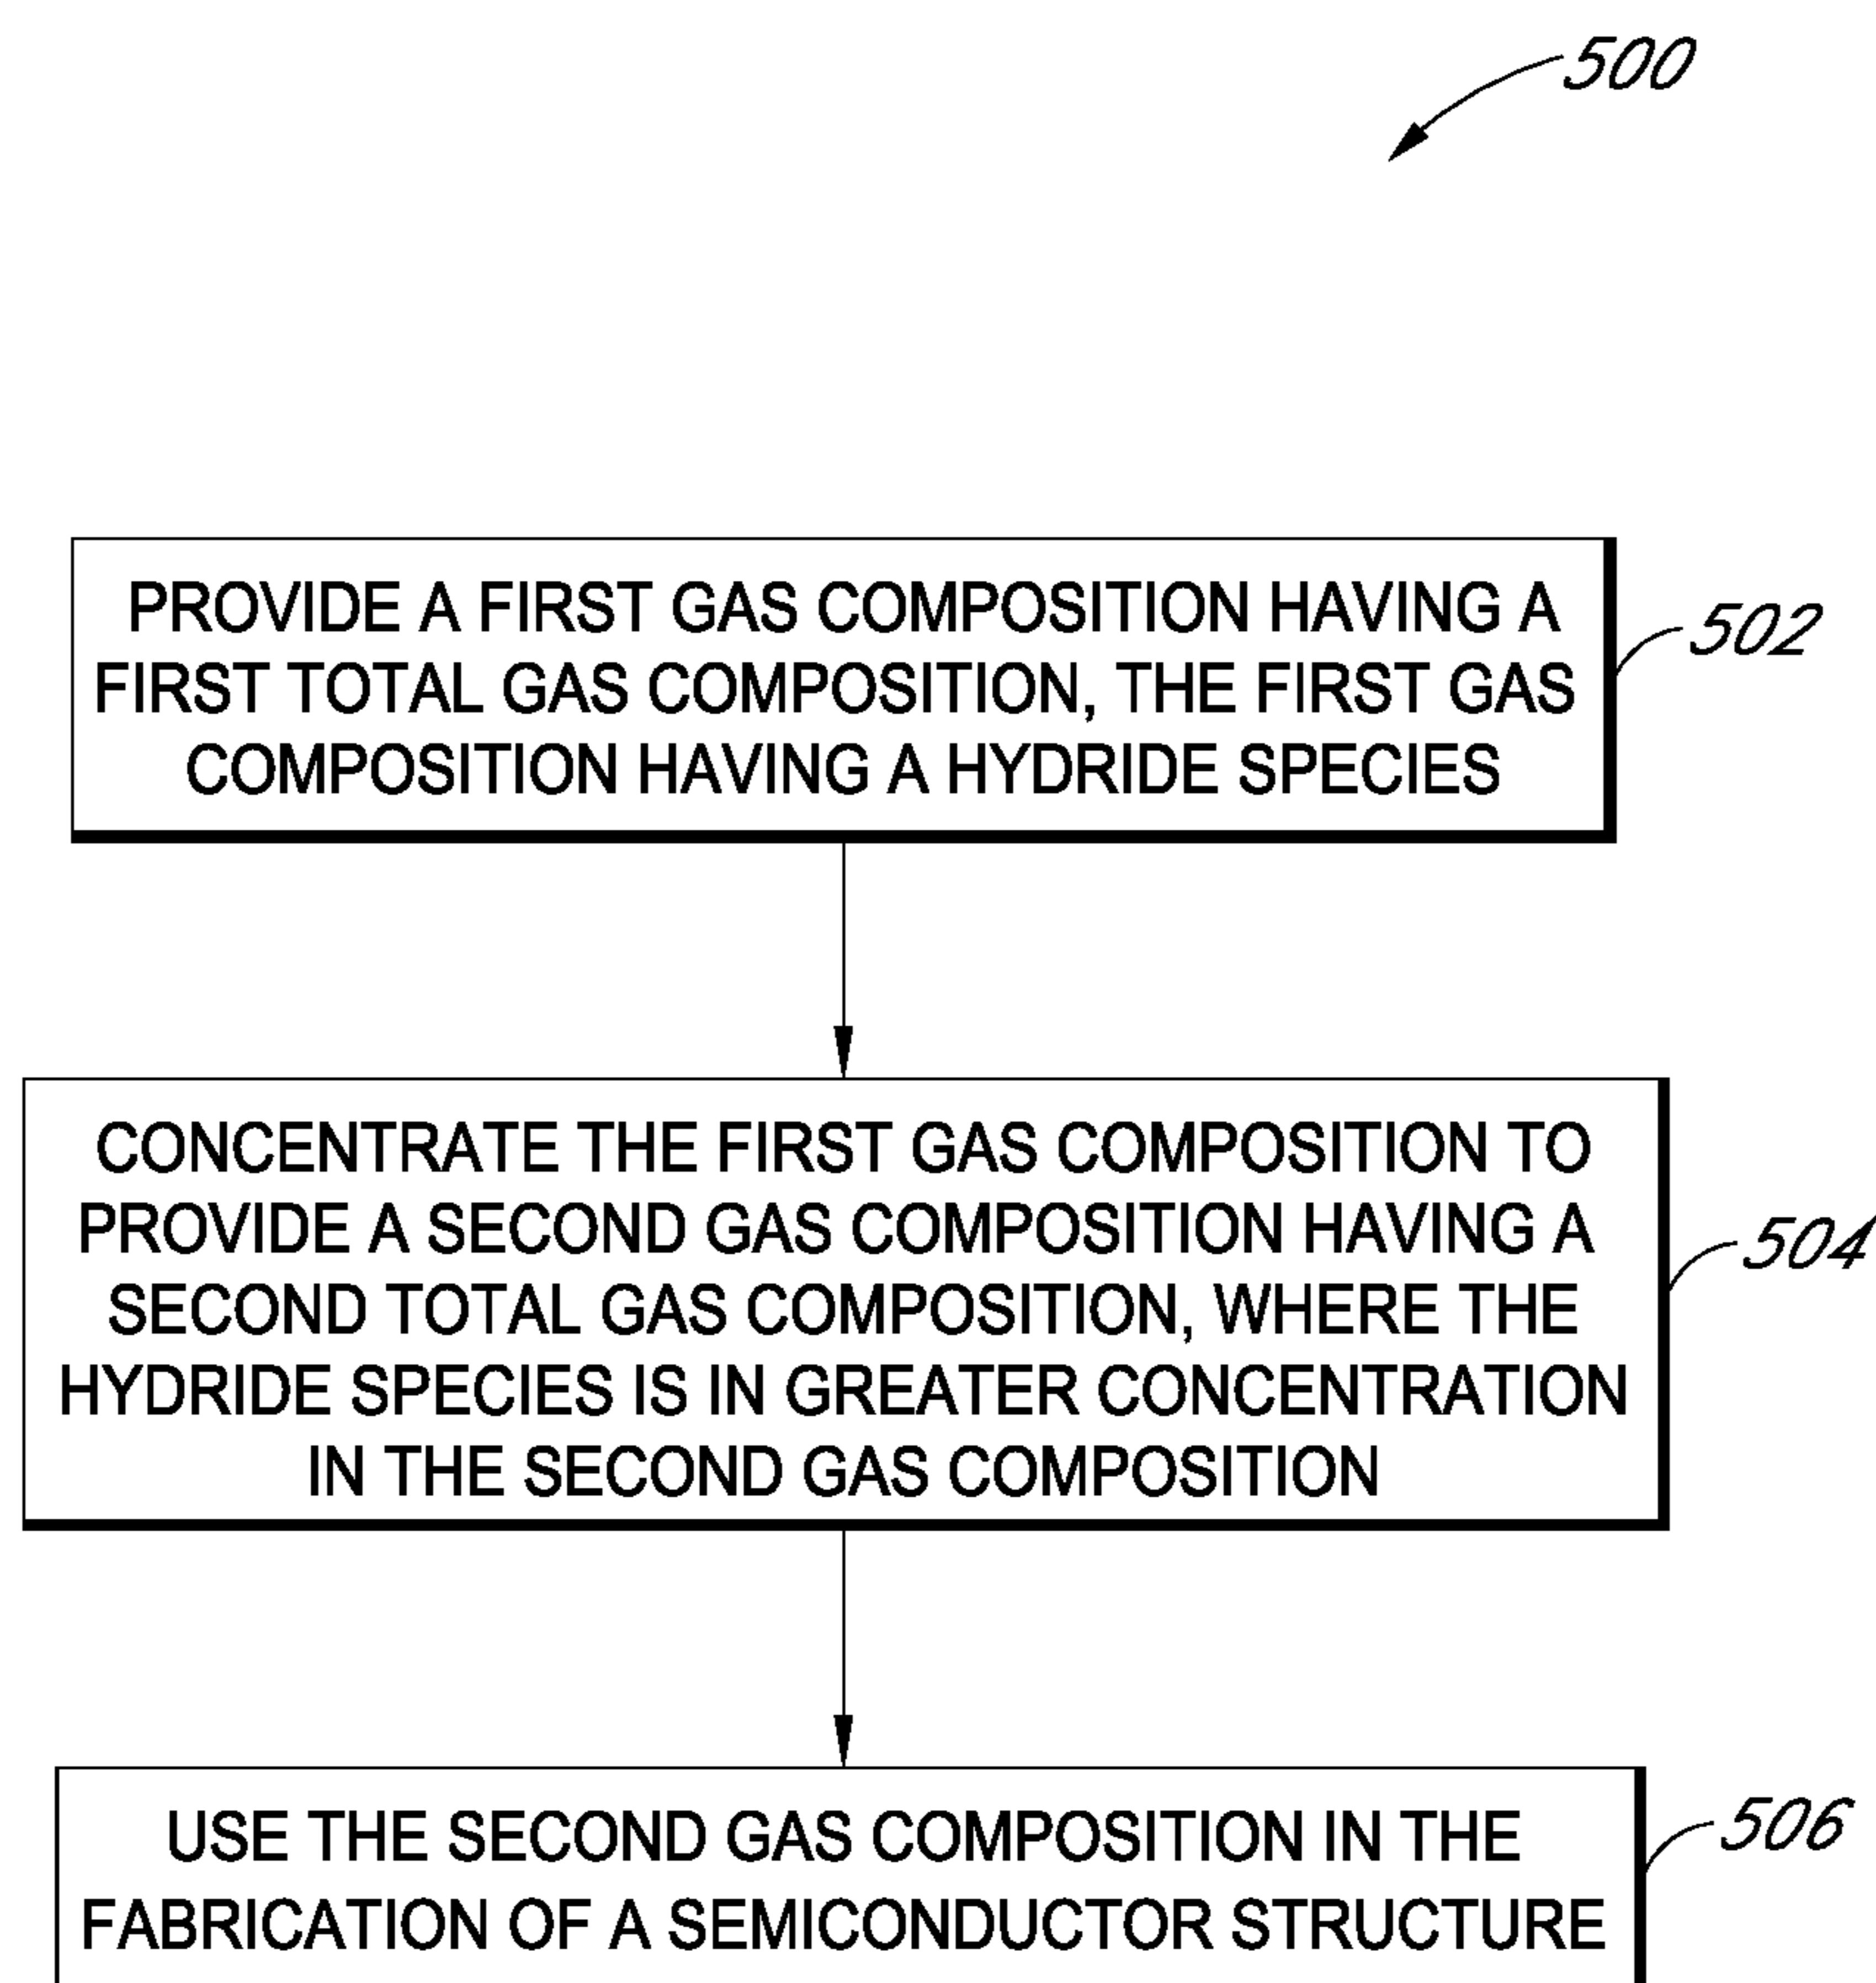 500
PROVIDE A FIRST GAS COMPOSITION HAVING A
FIRST TOTAL GAS COMPOSITION, THE FIRST GAS
COMPOSITION HAVING A HYDRIDE SPECIES
502
CONCENTRATE THE FIRST GAS COMPOSITION TO
PROVIDE A SECOND GAS COMPOSITION HAVING A
SECOND TOTAL GAS COMPOSITION, WHERE THE
HYDRIDE SPECIES IS IN GREATER CONCENTRATION
IN THE SECOND GAS COMPOSITION
504
USE THE SECOND GAS COMPOSITION IN THE
FABRICATION OF A SEMICONDUCTOR STRUCTURE
506